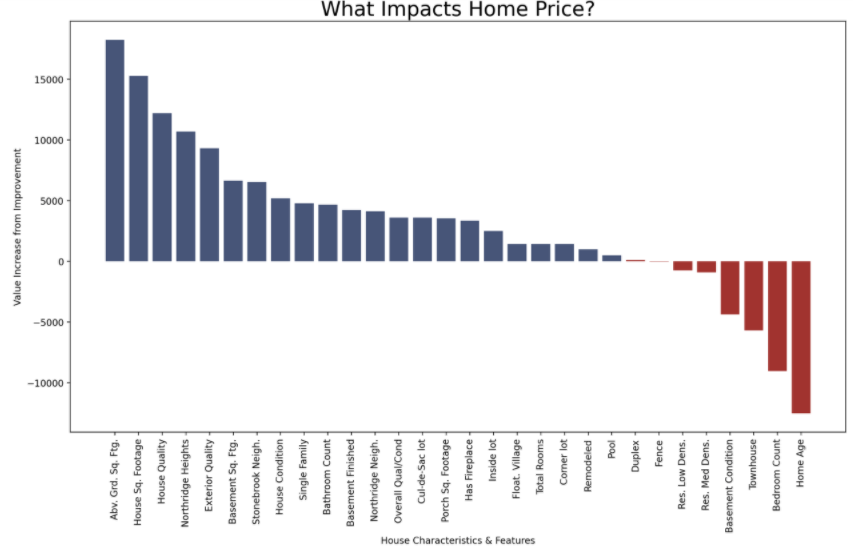 What Impacts Home Price?
Value Increase from Improvement
15000
10000
5000
0
−5000
−10000
Abv. Grd. Sq. Ftg.
House Sq. Footage
House Quality
Northridge Heights
Exterior Quality
Basement Sq. Ftg.
Stonebrook Neigh.
House Condition
Single Family
Bathroom Count
Basement Finished
Northridge Neigh.
Overall Qual/Cond
Cul-de-Sac lot
Porch Sq. Footage
Has Fireplace
Inside lot
Float. Village
Total Rooms
Corner lot
Remodeled
Pool
Duplex
Fence
Res. Low Dens.
Res. Med Dens.
Basement Condition
Townhouse
Bedroom Count
Home Age
House Characteristics & Features